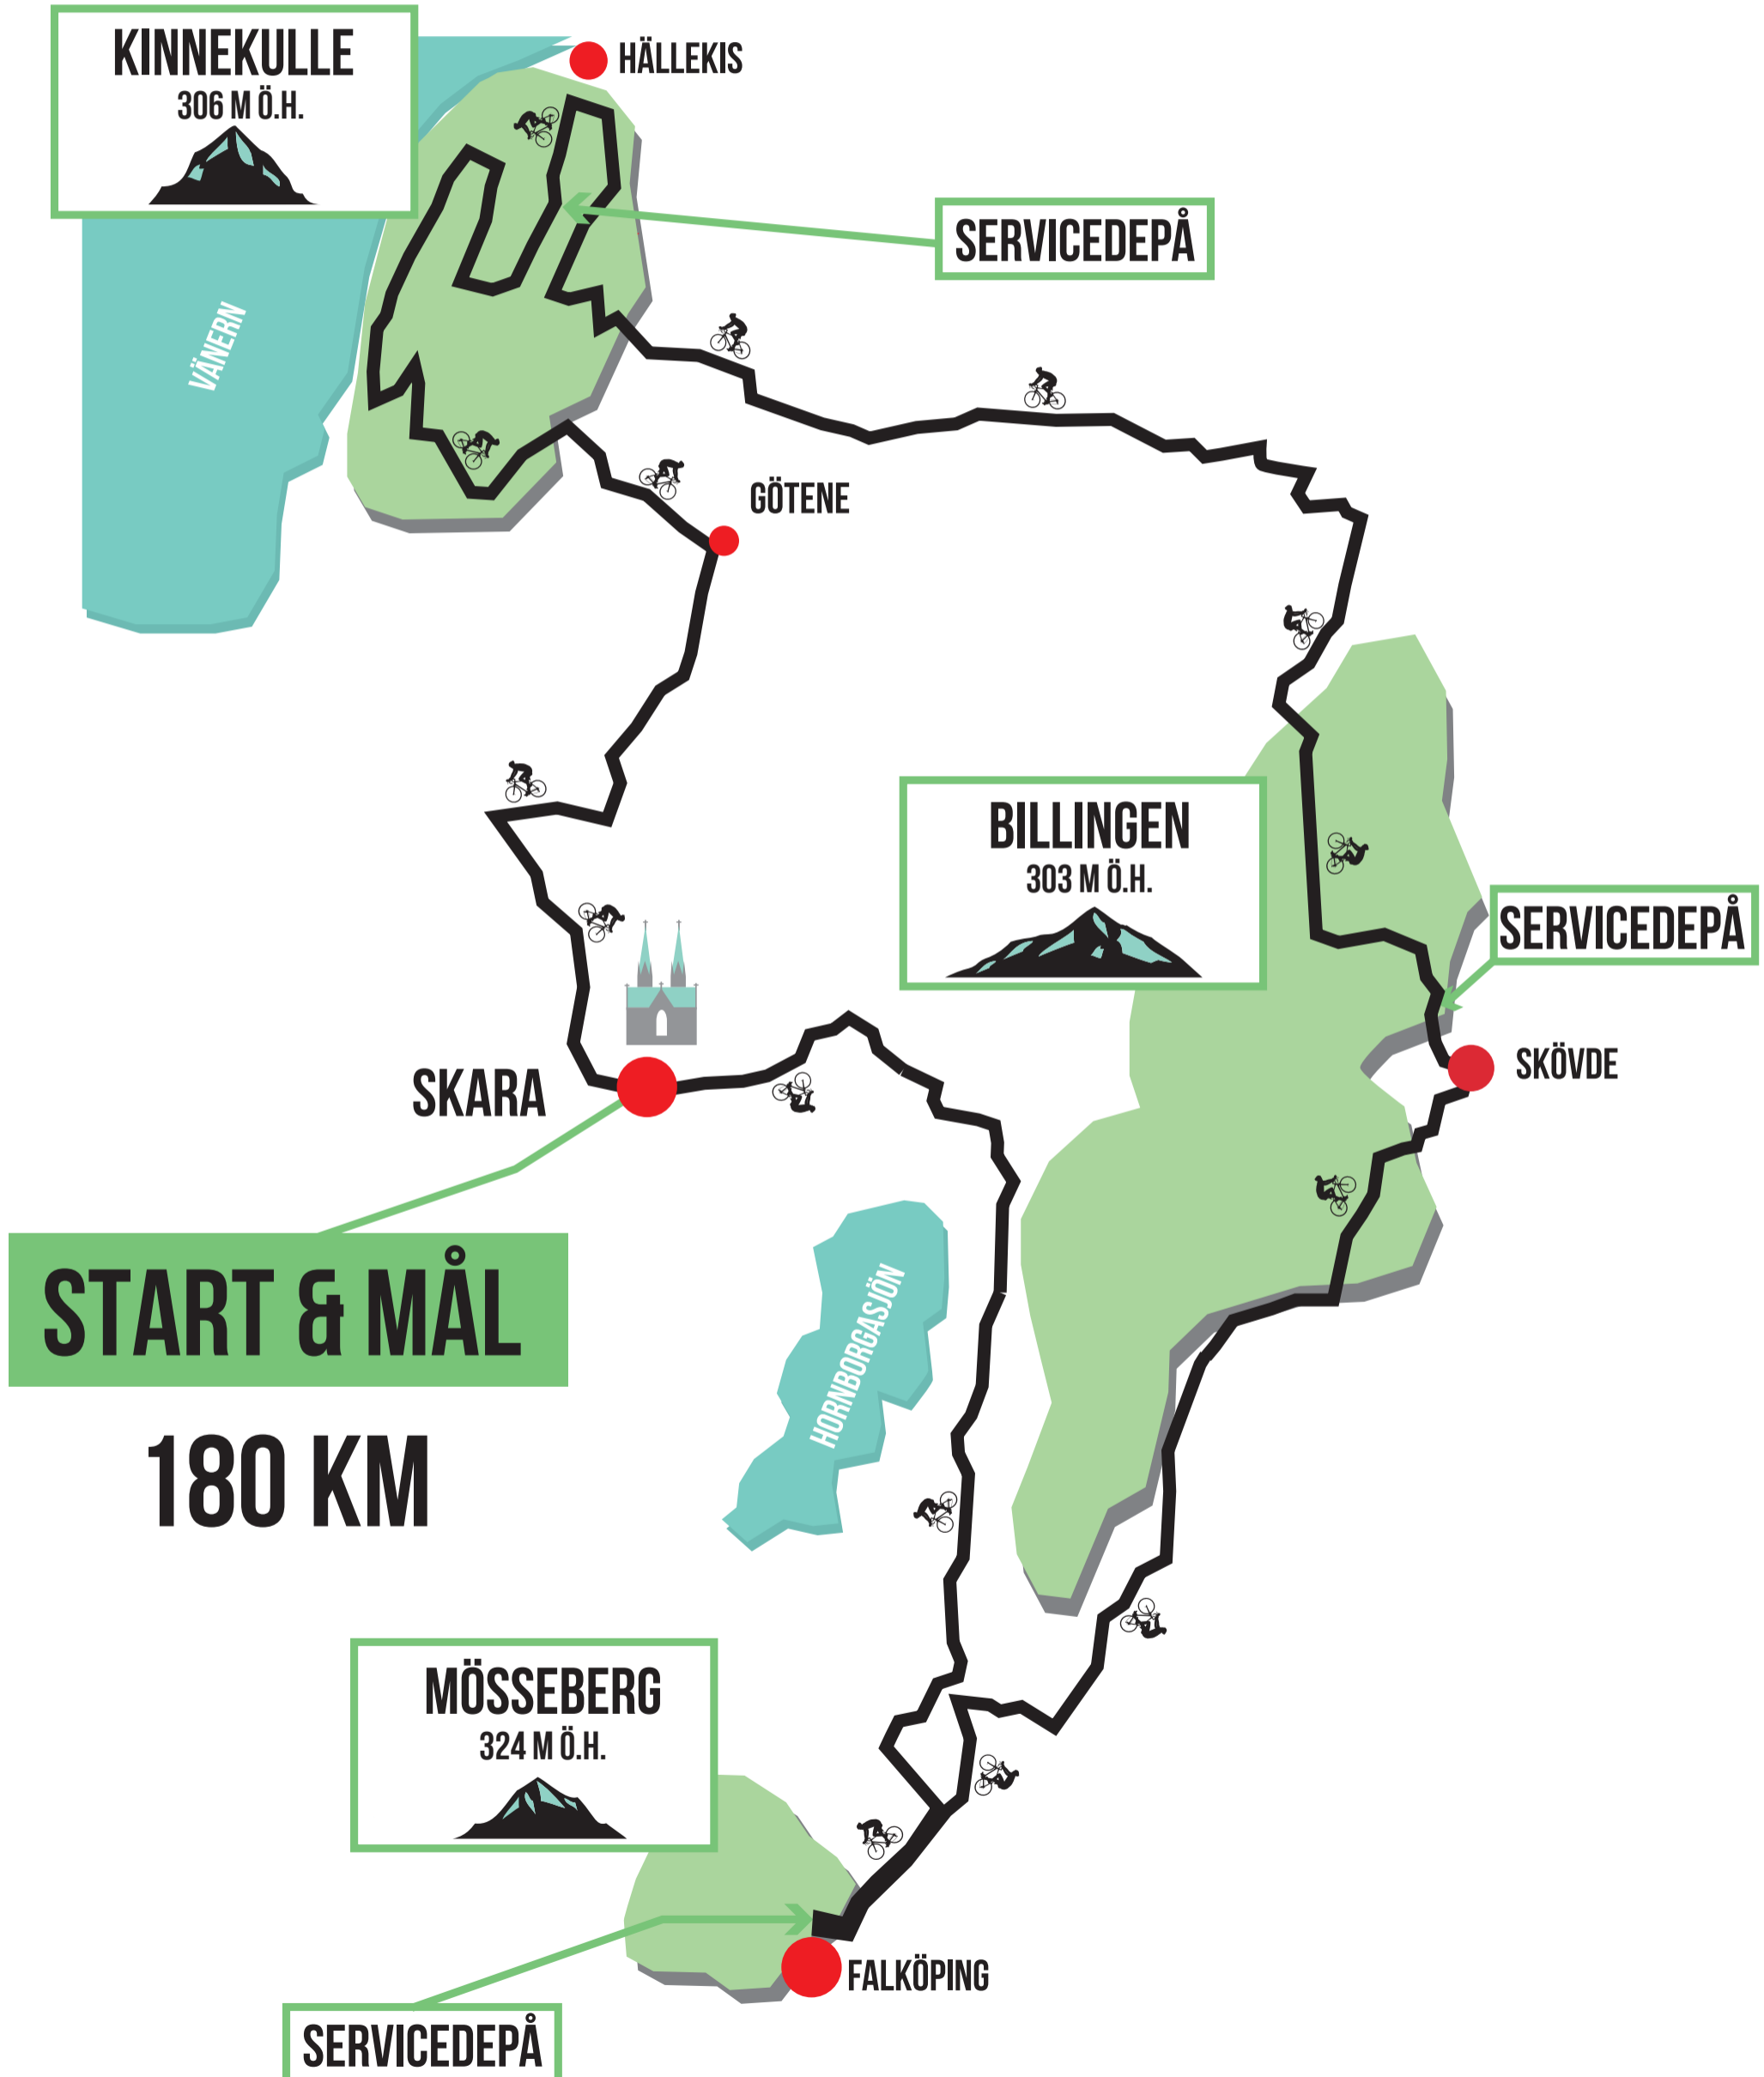 KINNEKULLE
306 M Ö.H.
HÄLLEKIS
SERVICEDEPÅ
VÄNERN
GÖTENE
BILLINGEN
303 M Ö.H.
SERVICEDEPÅ
SKÖVDE
SKARA
START & MÅL
180 KM
HORNBORGASJÖN
MÖSSEBERG
324 M Ö.H.
FALKÖPING
SERVICEDEPÅ